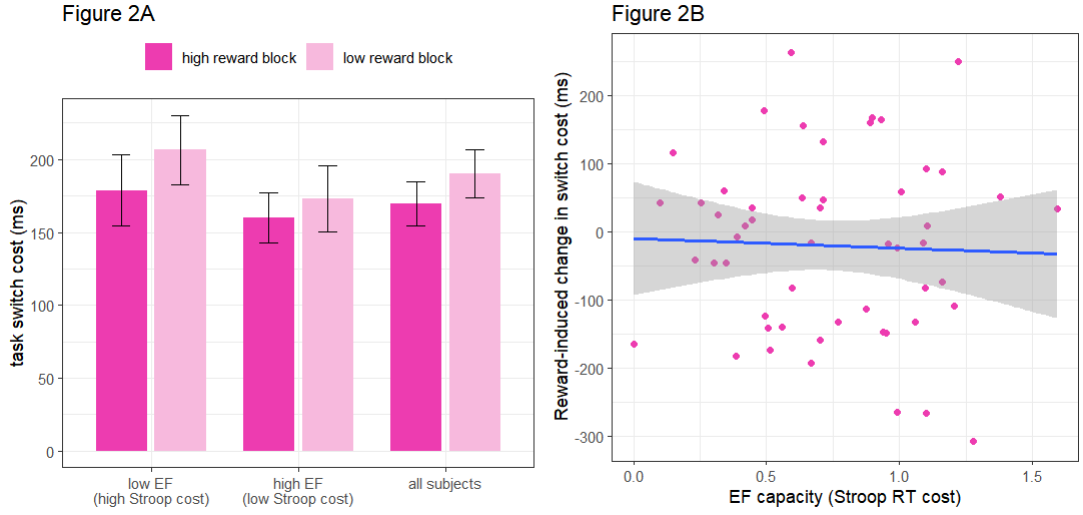 Figure 2A
high reward block
low reward block
task switch cost (ms)
200
150
100
50
0
low EF
(high Stroop cost)
high EF
(low Stroop cost)
all subjects
Figure 2B
Reward-induced change in switch cost (ms)
200
100
0
-100
-200
-300
0.0
0.5
1.0
1.5
EF capacity (Stroop RT cost)